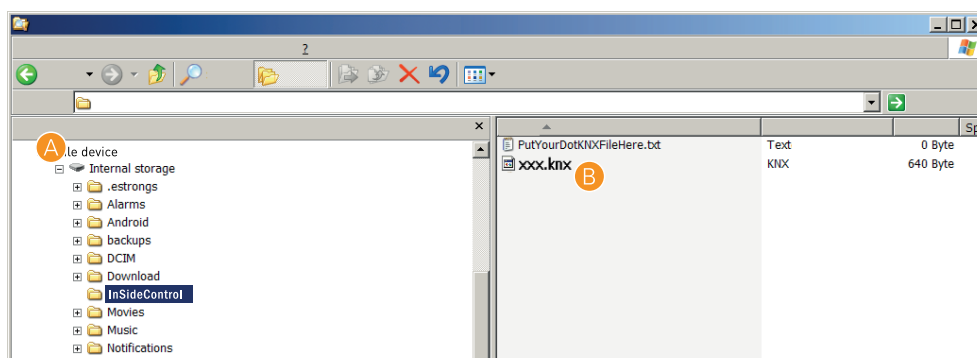 ?
×
Sp
A
.le device
Internal storage
.estrongs
Alarms
Android
backups
DCIM
Download
InSideControl
Movies
Music
Notifications
PutYourDotKNXFileHere.txt Text 0 Byte
xxx.knx KNX 640 Byte
B